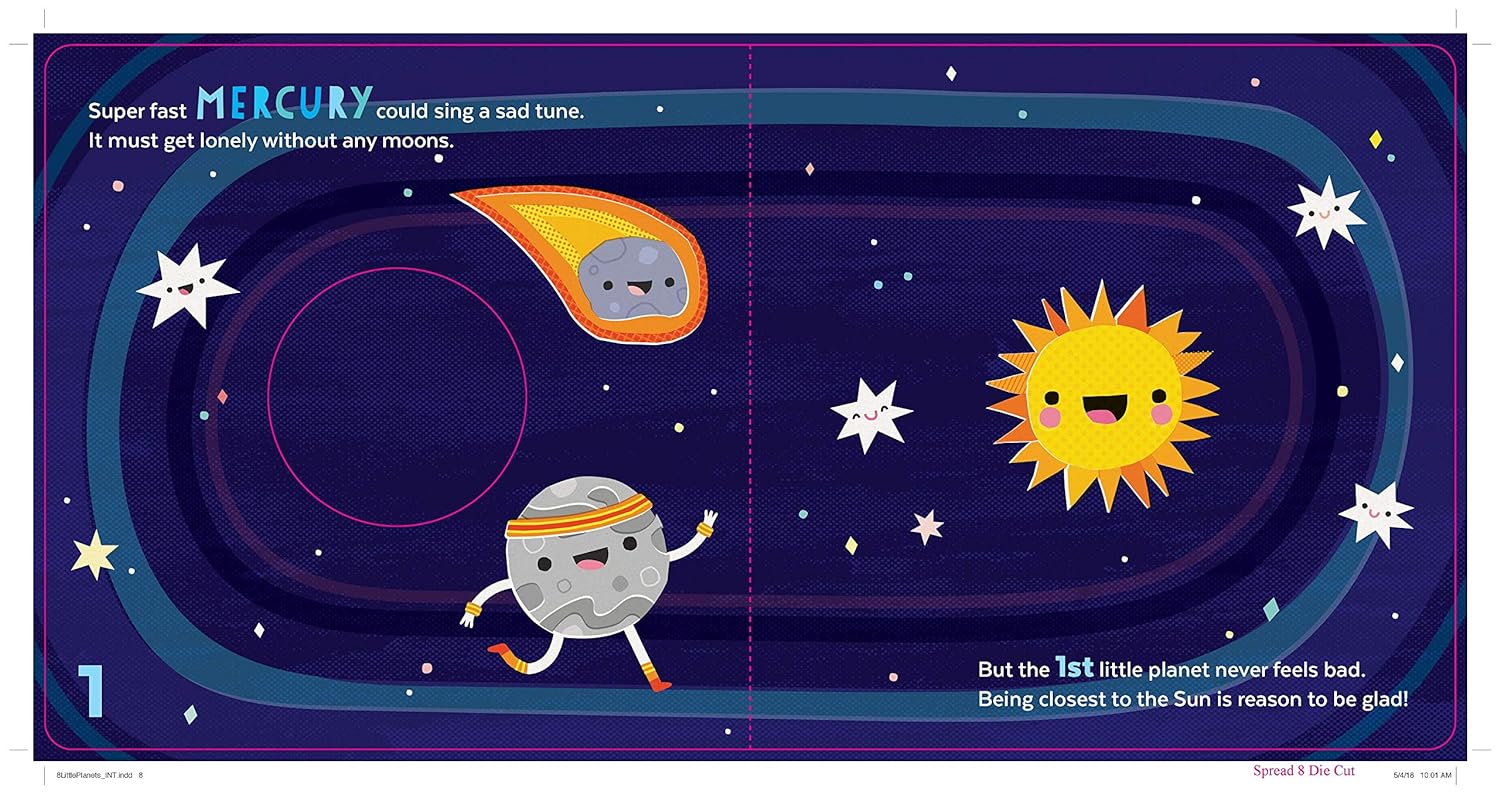 Super fast MERCURY could sing a sad tune.
It must get lonely without any moons.
1
But the 1st little planet never feels bad.
Being closest to the Sun is reason to be glad!
8LittlePlanets_INT.indd 8
Spread 8 Die Cut
5/4/18 10:01 AM